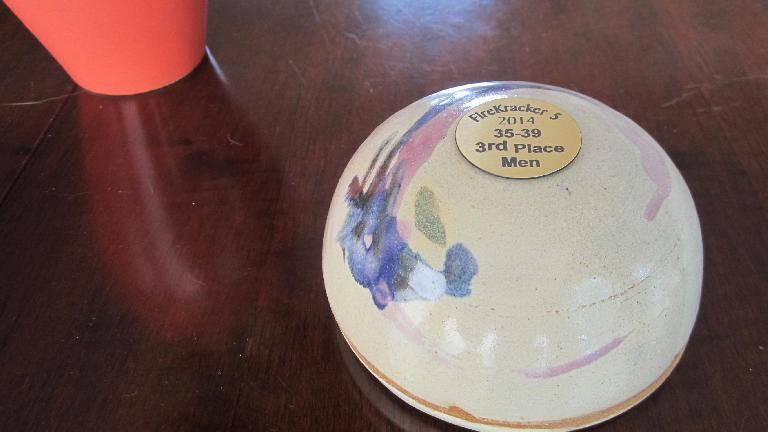 FireKracker 5
2014
35-39
3rd Place
Men